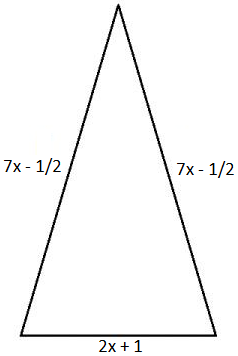 7x - 1/2
7x - 1/2
2x + 1